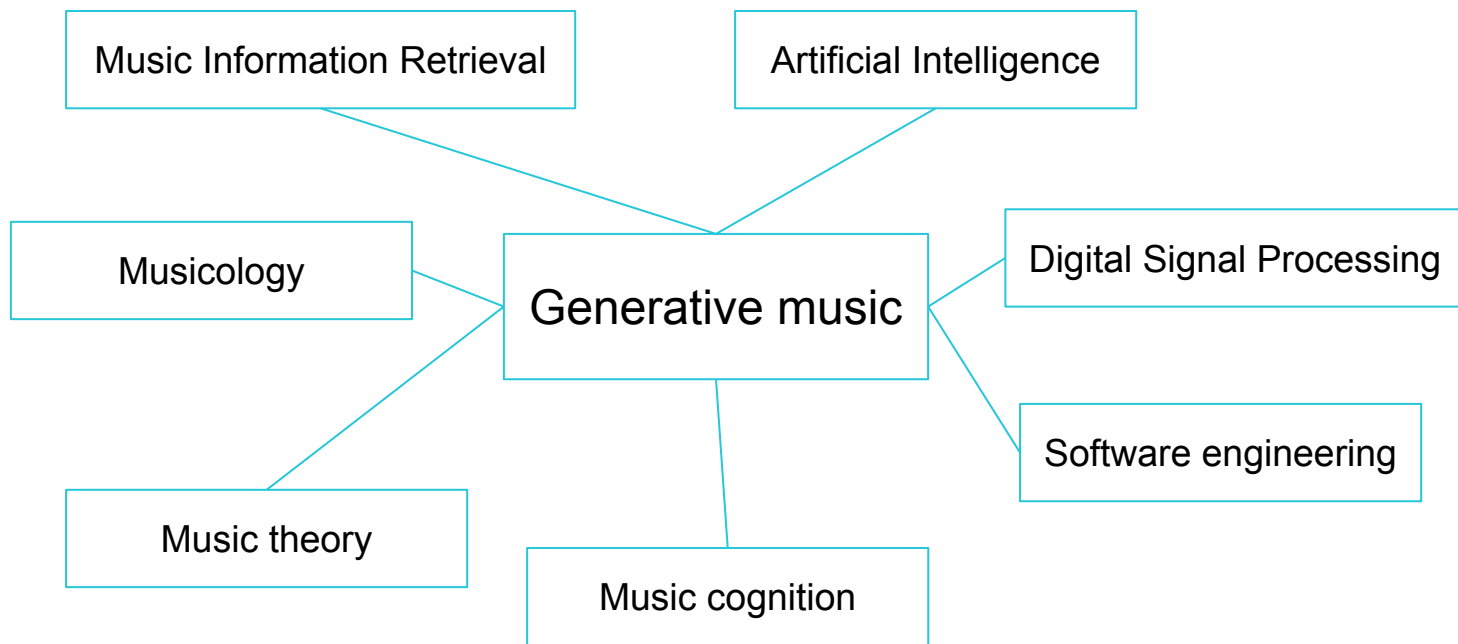 Music Information Retrieval
Artificial Intelligence
Musicology
Generative music
Digital Signal Processing
Software engineering
Music theory
Music cognition